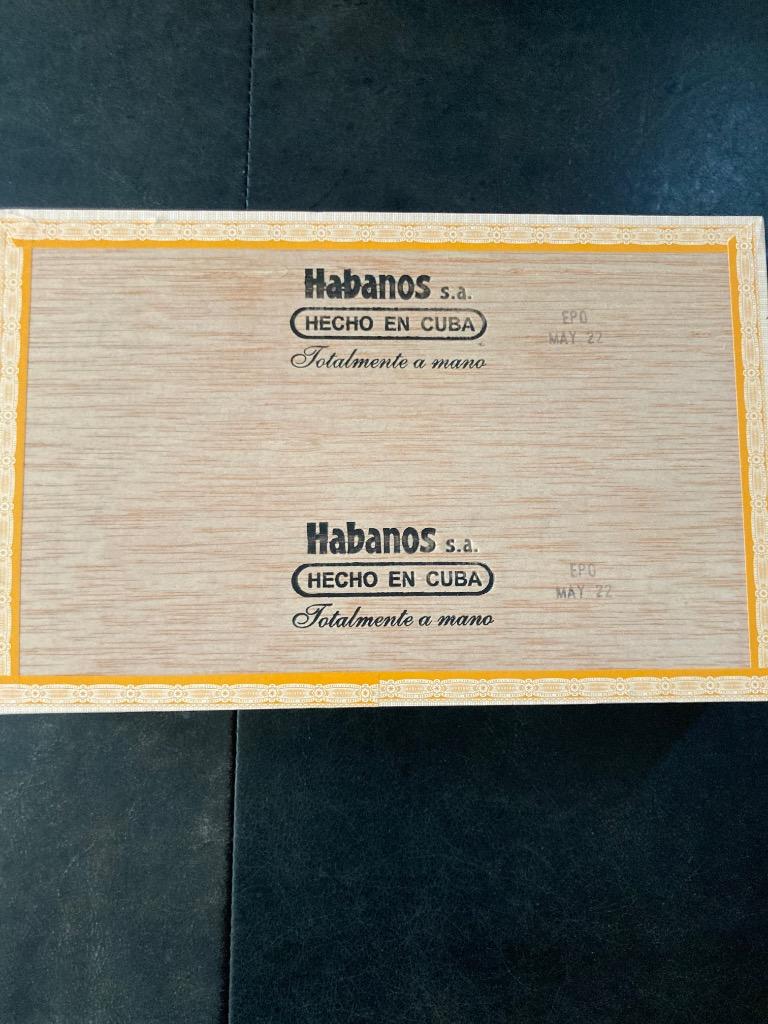 Habanos s.a.
HECHO EN CUBA
Totalmente a mano
EPO
MAY 22
Habanos s.a.
HECHO EN CUBA
Totalmente a mano
EPO
MAY 22